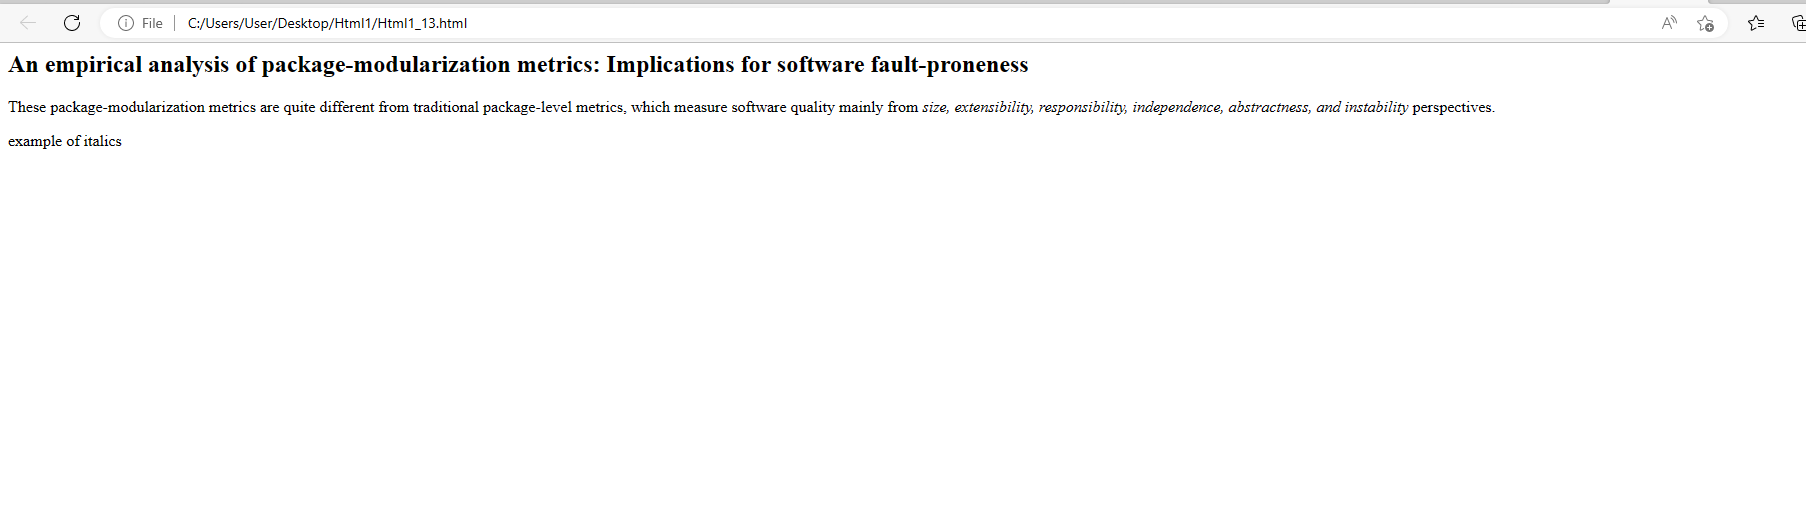 File C:/Users/User/Desktop/Html1/Html1_13.html
An empirical analysis of package-modularization metrics: Implications for software fault-proneness
These package-modularization metrics are quite different from traditional package-level metrics, which measure software quality mainly from size, extensibility, responsibility, independence, abstractness, and instability perspectives.
example of italics